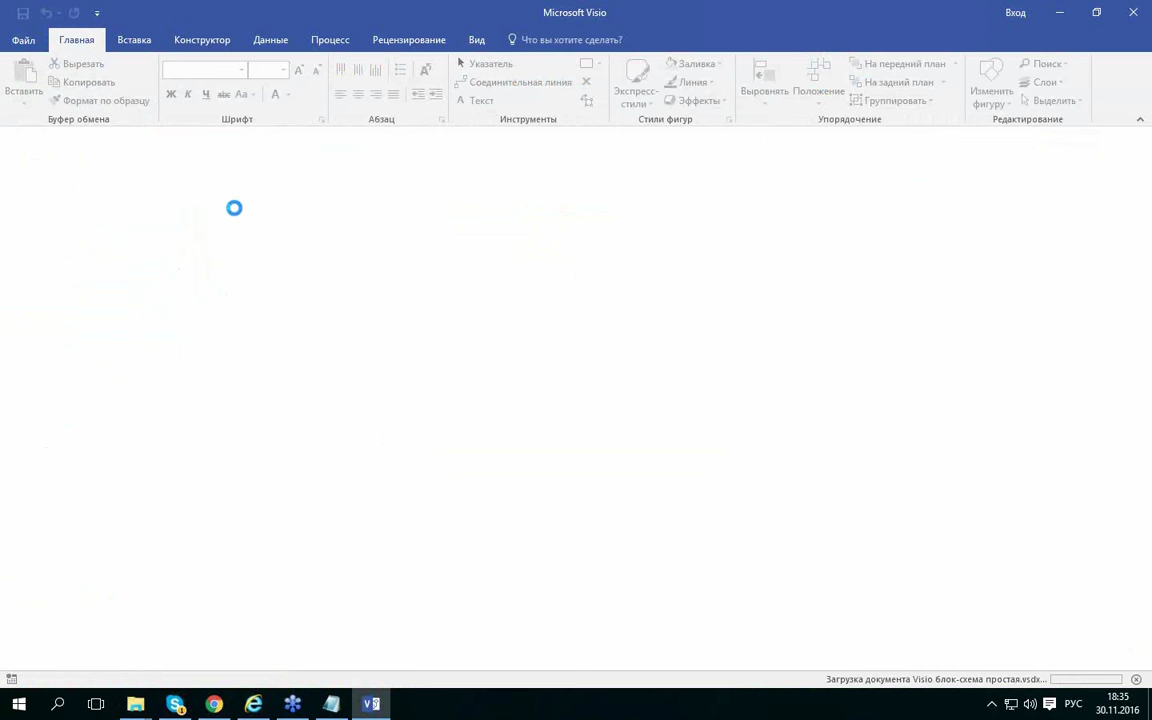 Microsoft Visio
Вход
Файл
Главная
Вставка
Конструктор
Данные
Процесс
Рецензирование
Вид
Что вы хотите сделать?
Вставить
Вырезать
Копировать
Формат по образцу
Буфер обмена
Ж К Ч abc Aa A
Шрифт
Абзац
Указатель
Соединительная линия
Текст
Инструменты
Экспресс-
стили
Заливка
Линия
Эффекты
Стили фигур
Выровнять
Положение
На передний план
На задний план
Группировать
Упорядочение
Изменить
фигуру
Поиск
Слои
Выделить
Редактирование
Загрузка документа Visio блок-схема простая.vsdx...
РУС
18:35
30.11.2016